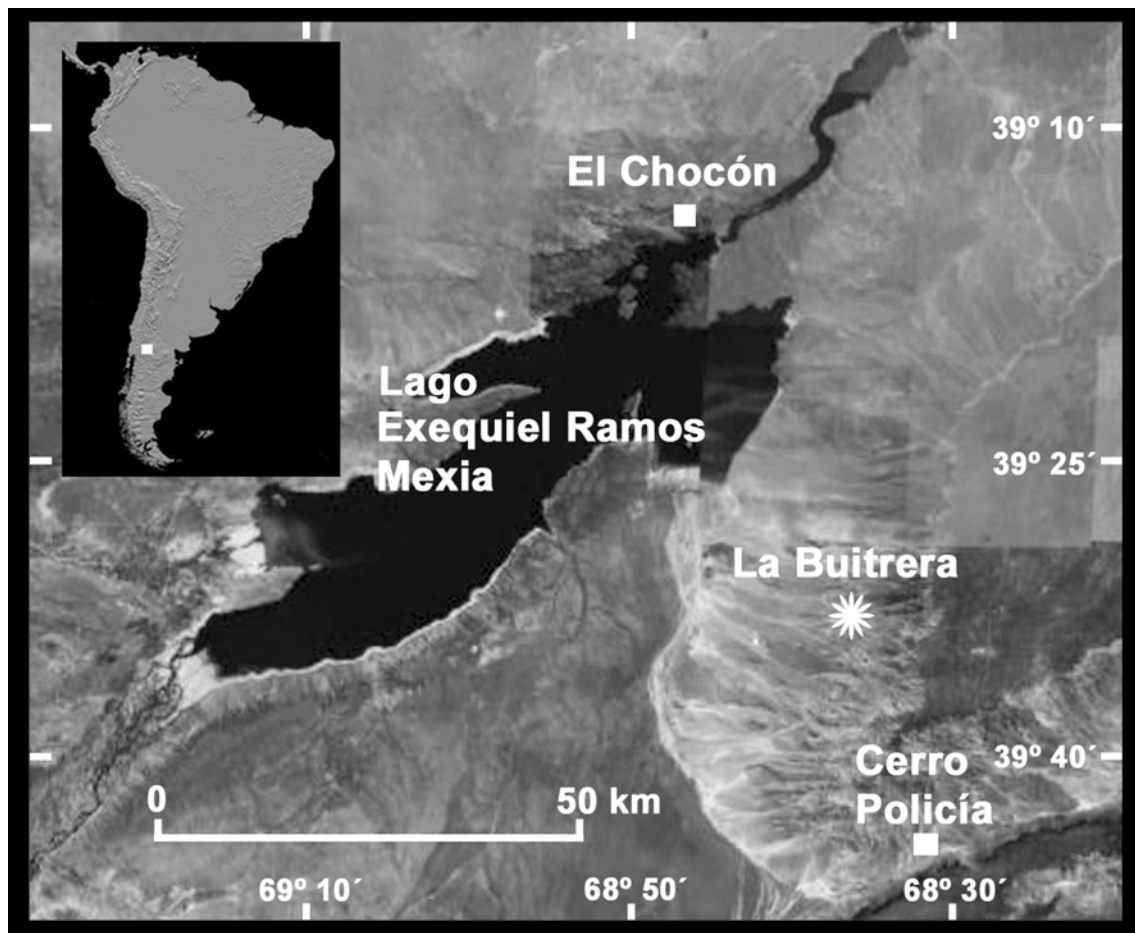 39º 10´
El Chocón
Lago
Exequiel Ramos
Mexia
39º 25´
La Buitrera
Cerro
Policía
39º 40´
0
50 km
69º 10´
68º 50´
68º 30´